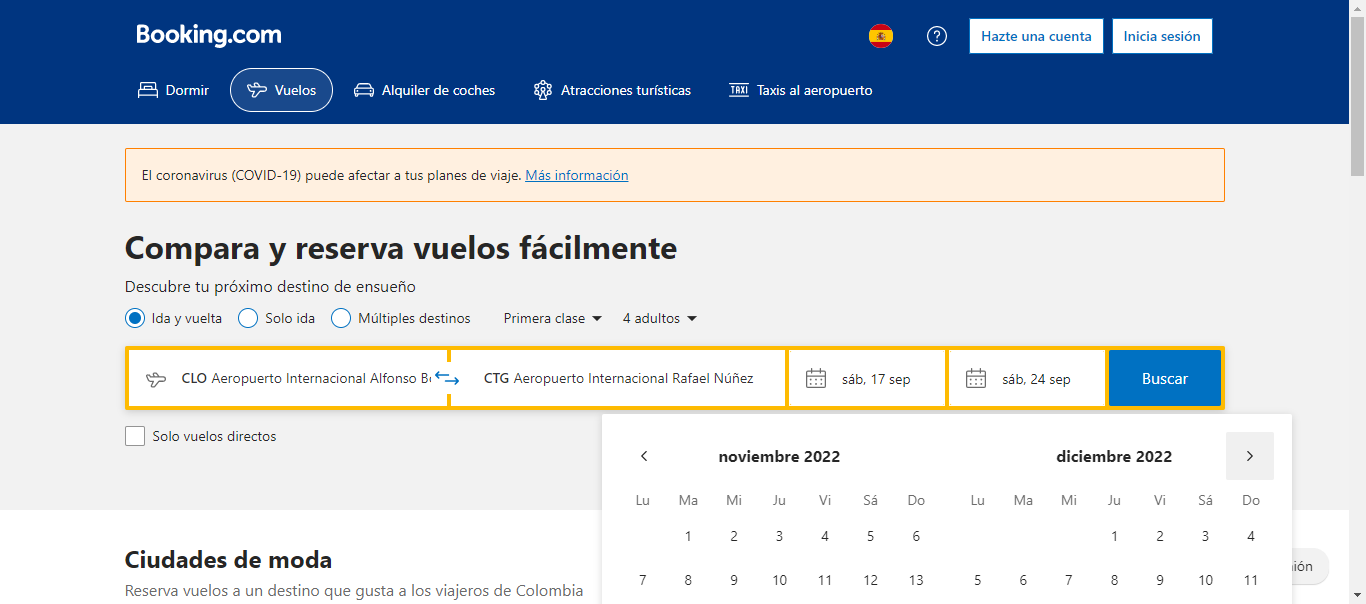 Booking.com
Hazte una cuenta
Inicia sesión
Dormir
Vuelos
Alquiler de coches
Atracciones turísticas
TAXI Taxis al aeropuerto
El coronavirus (COVID-19) puede afectar a tus planes de viaje. Más información
Compara y reserva vuelos fácilmente
Descubre tu próximo destino de ensueño
Ida y vuelta Solo ida Múltiples destinos Primera clase 4 adultos
CLO Aeropuerto Internacional Alfonso
CTG Aeropuerto Internacional Rafael Núñez
sáb, 17 sep
sáb, 24 sep
Buscar
Solo vuelos directos
noviembre 2022
Lu Ma Mi Ju Vi Sá Do
1 2 3 4 5 6
7 8 9 10 11 12 13
diciembre 2022
Lu Ma Mi Ju Vi Sá Do
1 2 3 4
5 6 7 8 9 10 11
Ciudades de moda
Reserva vuelos a un destino que gusta a los viajeros de Colombia